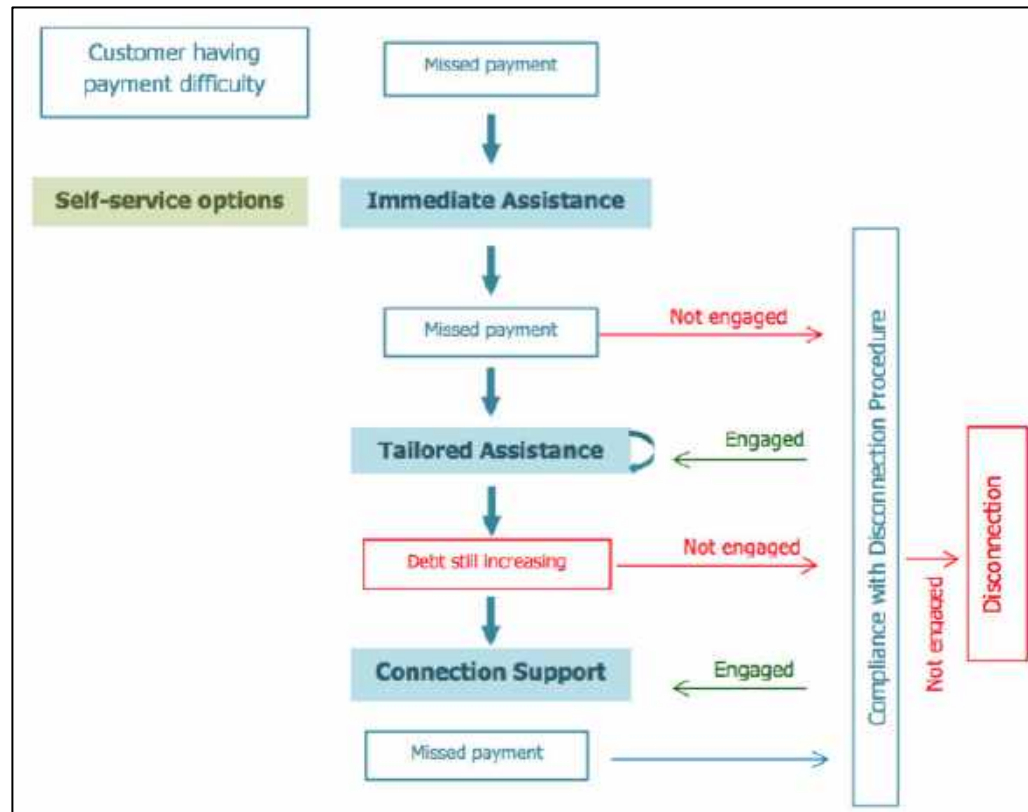 Customer having
payment difficulty
Missed payment
Self-service options
Immediate Assistance
Missed payment
Not engaged
Tailored Assistance
Engaged
Debt still increasing
Not engaged
Connection Support
Engaged
Missed payment
Compliance with Disconnection Procedure
Not engaged
Disconnection